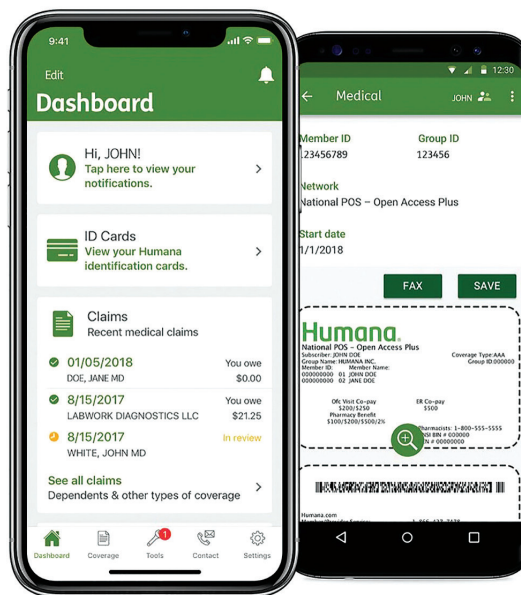 9:41
Edit
Dashboard
Hi, JOHN!
Tap here to view your
notifications.
ID Cards
View your Humana
identification cards.
Claims
Recent medical claims
01/05/2018 You owe
DOE, JANE MD $0.00
8/15/2017 You owe
LABWORK DIAGNOSTICS LLC $21.25
8/15/2017 In review
WHITE, JOHN MD
See all claims
Dependents & other types of coverage
1
Dashboard Coverage Tools Contact Settings
12:30
Medical JOHN
Member ID Group ID
123456789 123456
Network
National POS – Open Access Plus
Start date
1/1/2018
FAX SAVE
Humana.
National POS – Open Access Plus
Subscriber: JOHN DOE Coverage Type:AAA
Group Name: HUMANA INC. Group ID:000000
Member ID: Member Name:
000000000 01 JOHN DOE
000000000 02 JANE DOE
Ofc Visit Co-pay ER Co-pay
$200/$250 $500
Pharmacy Benefit
$100/$200/$500/2%
Pharmacists: 1-800-555-5555
BIN # 000000
# 00000000
Humana.com